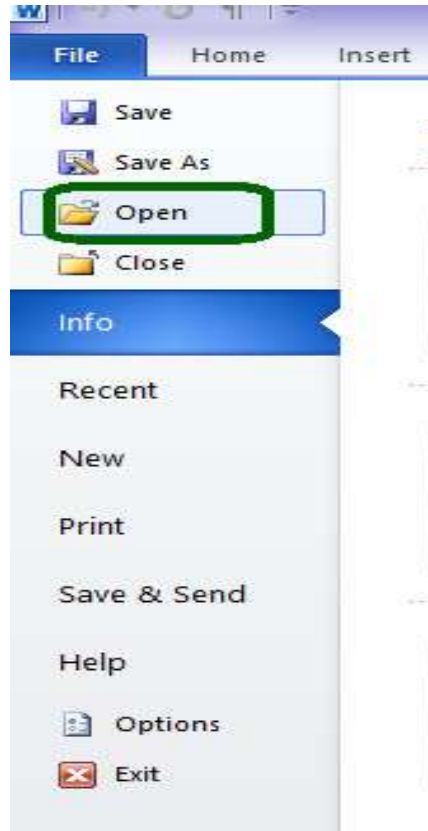 W
File Home Insert
Save
Save As
Open
Close
Info
Recent
New
Print
Save & Send
Help
Options
Exit